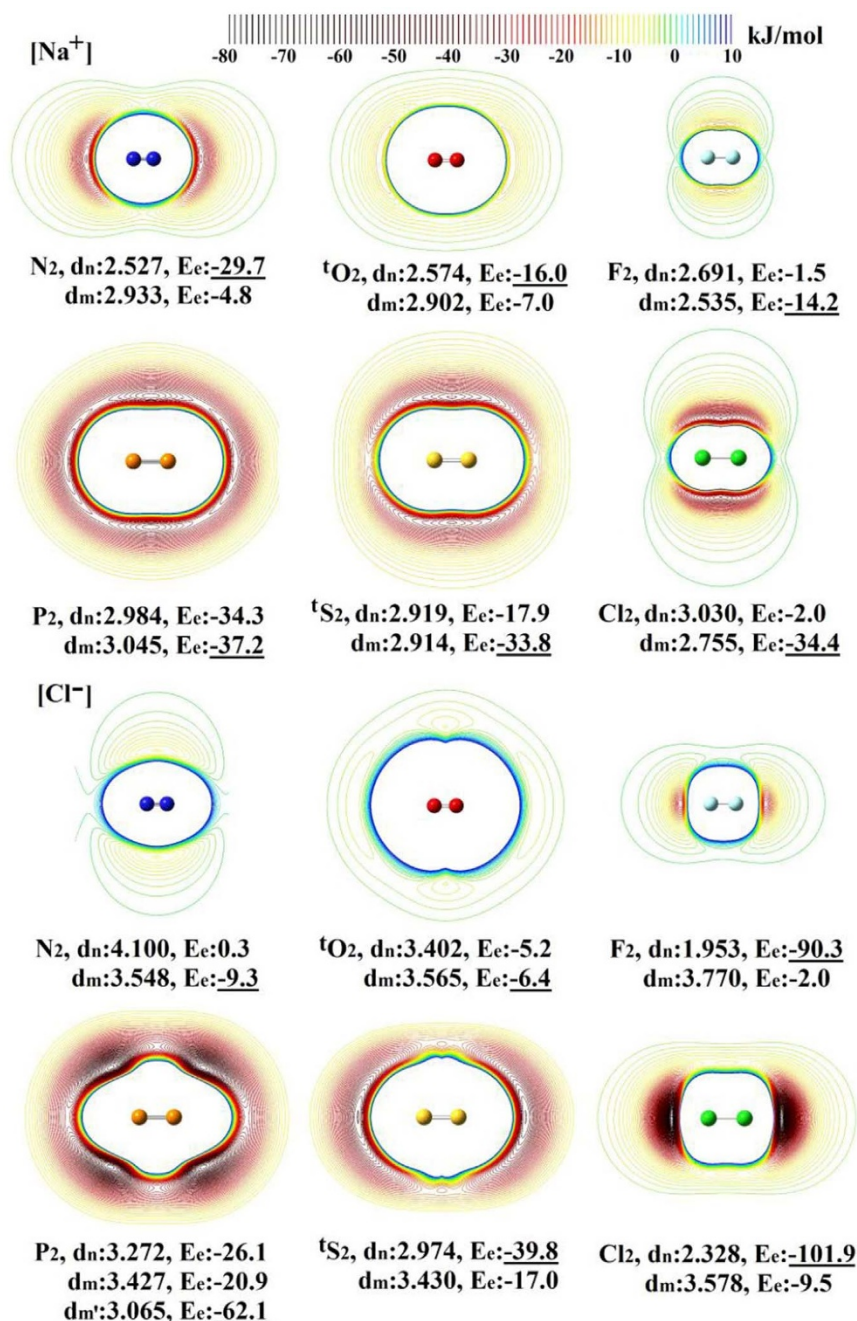 [Na⁺]
-80 -70 -60 -50 -40 -30 -20 -10 0 10 kJ/mol
N₂, dn:2.527, Ee:-29.7
dm:2.933, Ee:-4.8
ᵗO₂, dn:2.574, Ee:-16.0
dm:2.902, Ee:-7.0
F₂, dn:2.691, Ee:-1.5
dm:2.535, Ee:-14.2
P₂, dn:2.984, Ee:-34.3
dm:3.045, Ee:-37.2
ᵗS₂, dn:2.919, Ee:-17.9
dm:2.914, Ee:-33.8
Cl₂, dn:3.030, Ee:-2.0
dm:2.755, Ee:-34.4
[Cl⁻]
N₂, dn:4.100, Ee:0.3
dm:3.548, Ee:-9.3
ᵗO₂, dn:3.402, Ee:-5.2
dm:3.565, Ee:-6.4
F₂, dn:1.953, Ee:-90.3
dm:3.770, Ee:-2.0
P₂, dn:3.272, Ee:-26.1
dm:3.427, Ee:-20.9
dm':3.065, Ee:-62.1
ᵗS₂, dn:2.974, Ee:-39.8
dm:3.430, Ee:-17.0
Cl₂, dn:2.328, Ee:-101.9
dm:3.578, Ee:-9.5